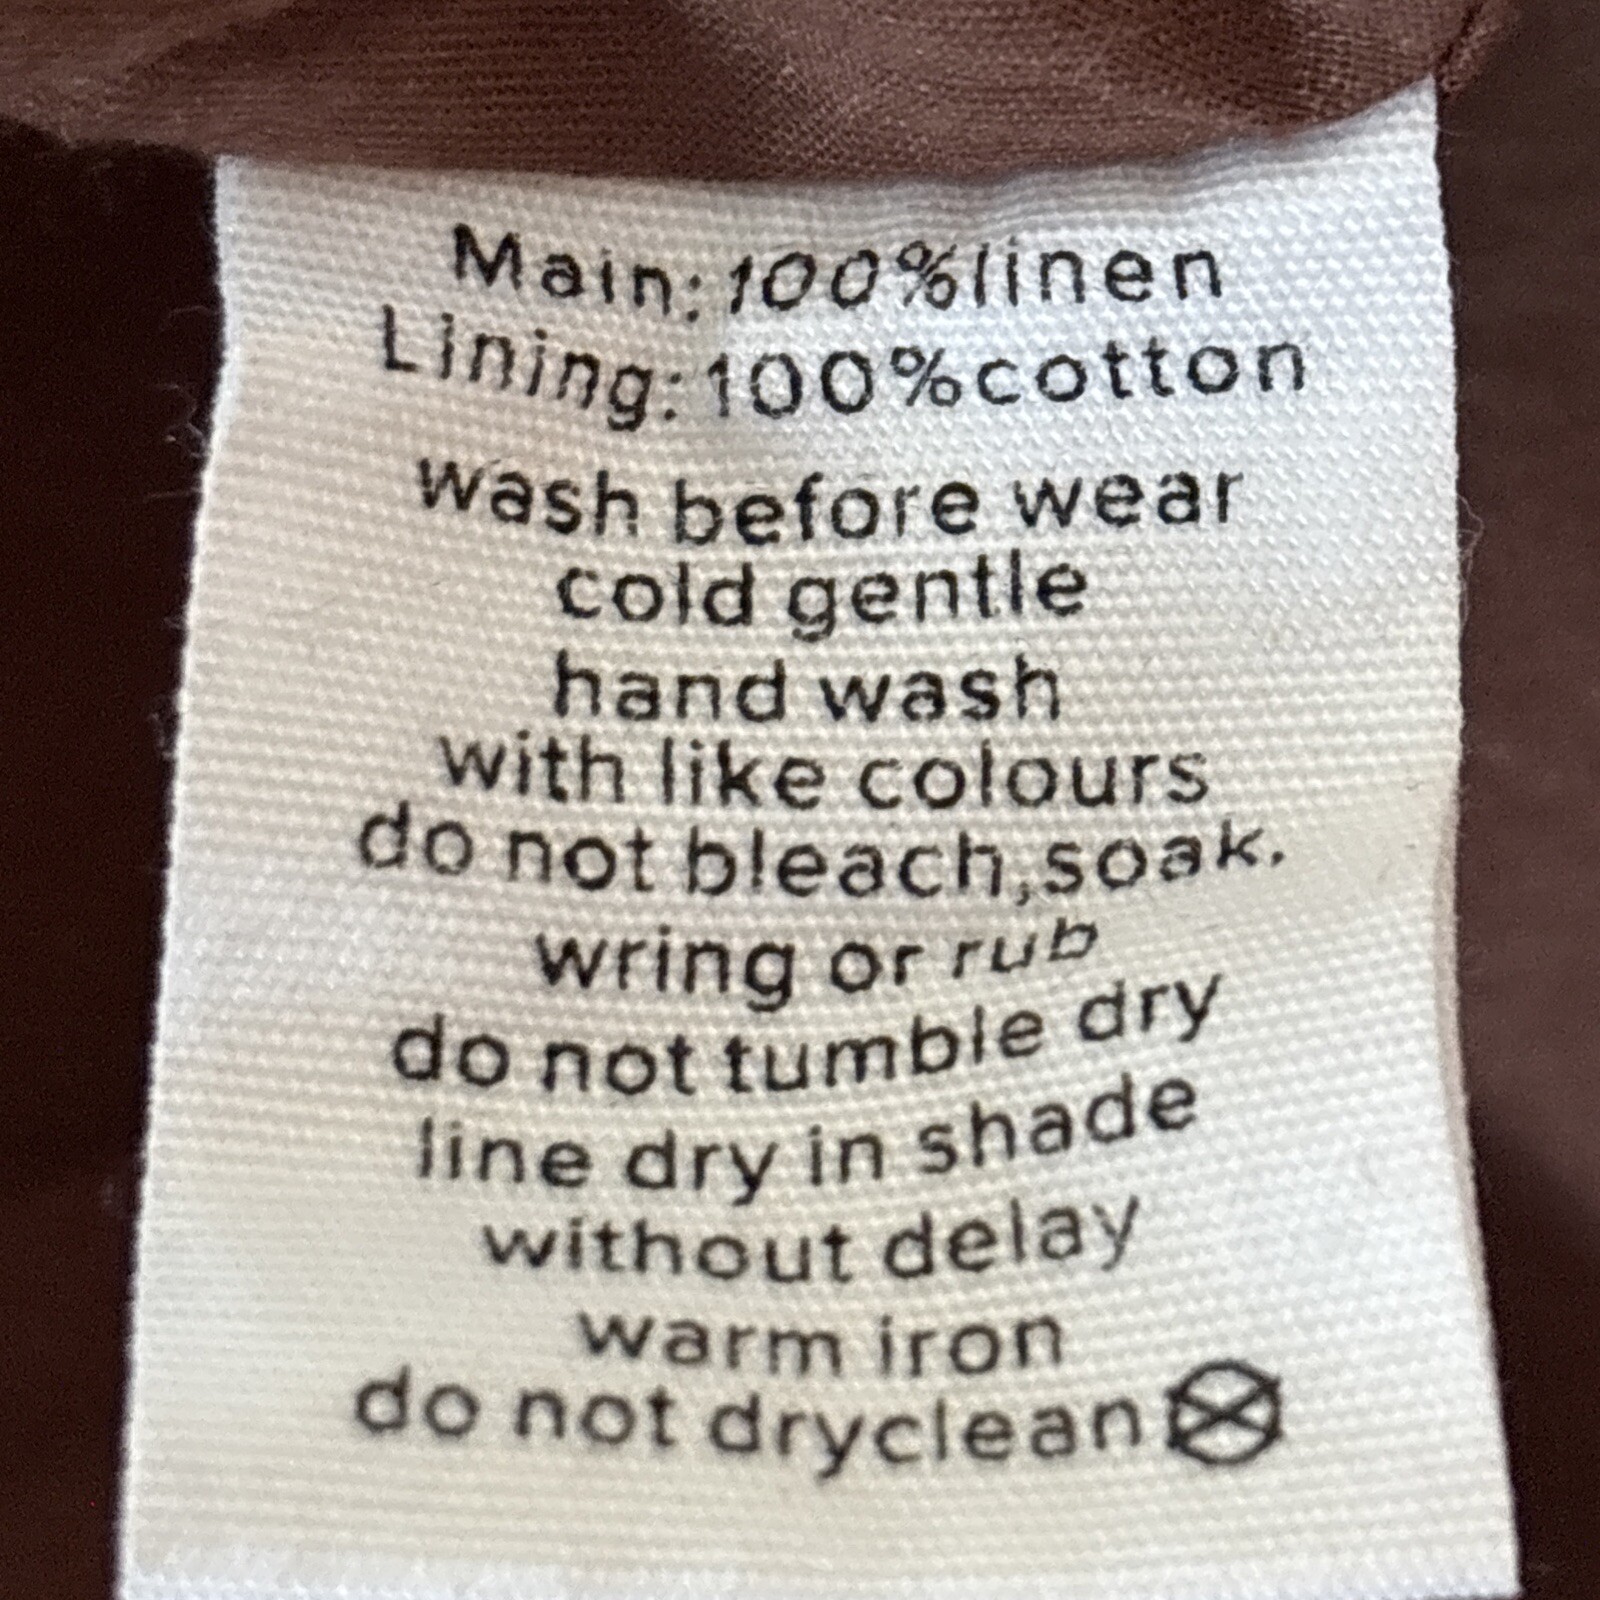 Main:100%linen
Lining:100%cotton
wash before wear
cold gentle
hand wash
with like colours
do not bleach,soak.
wring or rub
do not tumble dry
line dry in shade
without delay
warm iron
do not dryclean